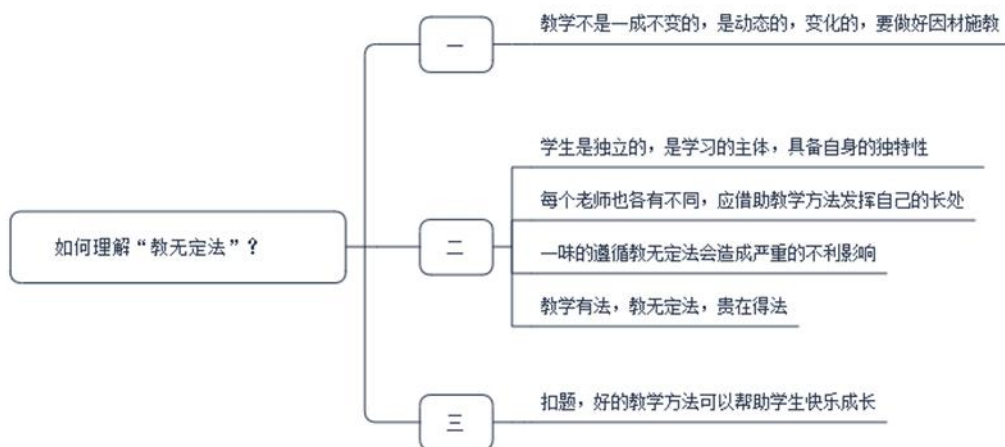 如何理解“教无定法”？
一
教学不是一成不变的，是动态的，变化的，要做好因材施教
二
学生是独立的，是学习的主体，具备自身的独特性
每个老师也各有不同，应借助教学方法发挥自己的长处
一味的遵循教无定法会造成严重的不利影响
教学有法，教无定法，贵在得法
三
扣题，好的教学方法可以帮助学生快乐成长